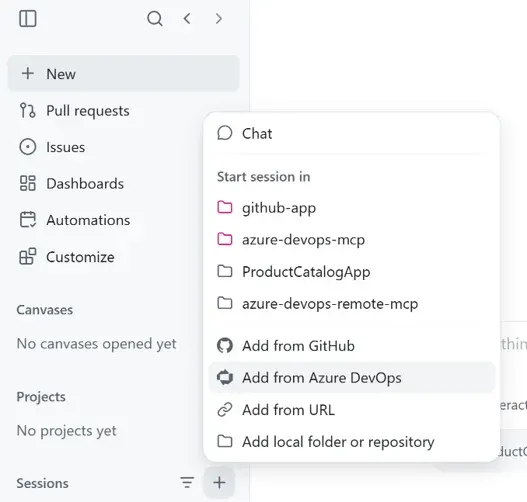 New
Pull requests
Issues
Dashboards
Automations
Customize
Canvases
No canvases opened yet
Projects
No projects yet
Sessions
Chat
Start session in
github-app
azure-devops-mcp
ProductCatalogApp
azure-devops-remote-mcp
Add from GitHub
Add from Azure DevOps
Add from URL
Add local folder or repository